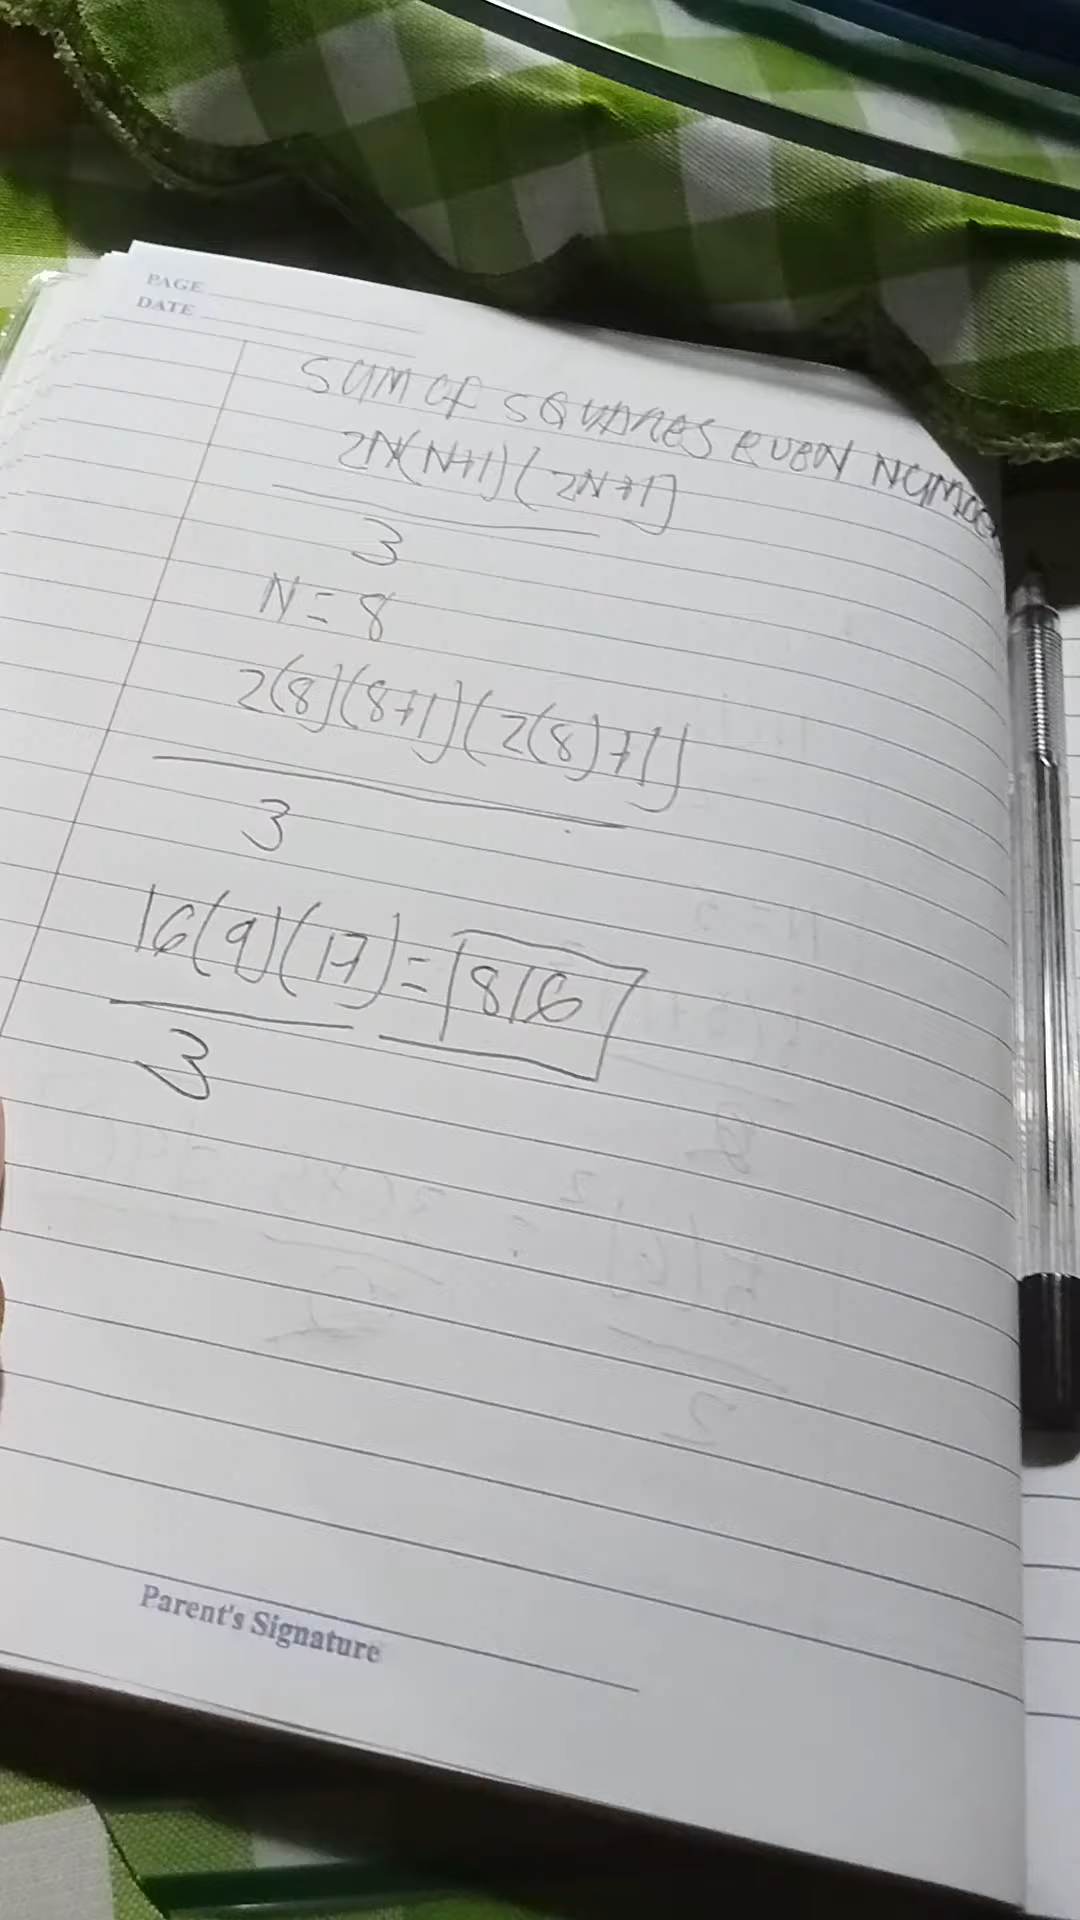 PAGE
DATE
SUM OF SQUARES EVEN NUMBE
2N(N+1)(2N+1)
3
N = 8
2(8)(8+1)(2(8)+1)
3
16(9)(17) = 816
3
Parent's Signature